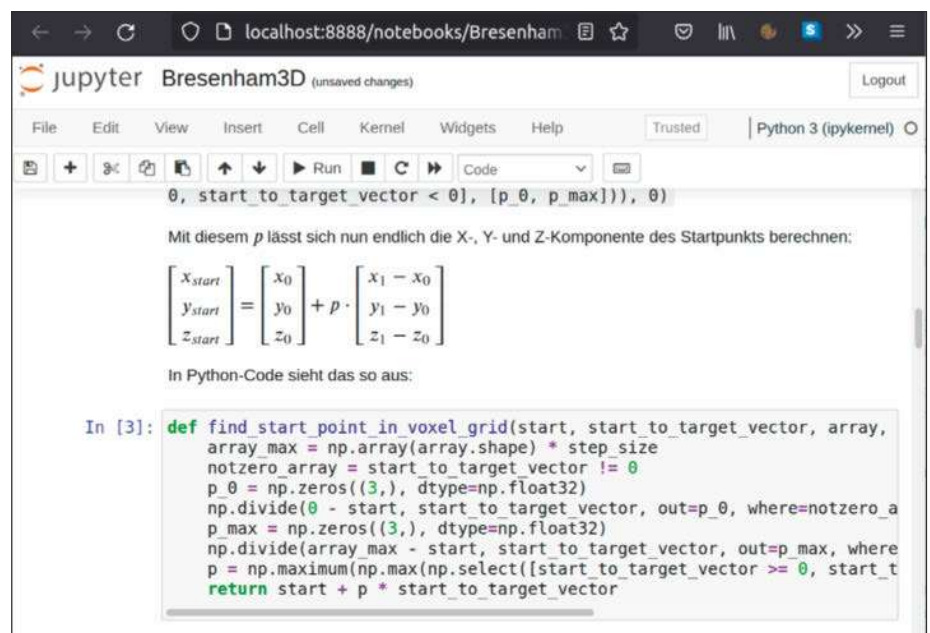 localhost:8888/notebooks/Bresenham
S
jupyter Bresenham3D (unsaved changes) Logout
File Edit View Insert Cell Kernel Widgets Help Trusted Python 3 (ipykernel)
Run Code
0, start_to_target_vector < 0], [p_0, p_max])), 0)
Mit diesem p lässt sich nun endlich die X-, Y- und Z-Komponente des Startpunkts berechnen:
[x_start] = [x_0] + p · [x_1 − x_0]
[y_start] = [y_0] + p · [y_1 − y_0]
[z_start] = [z_0] + p · [z_1 − z_0]
In Python-Code sieht das so aus:
In [3]: def find_start_point_in_voxel_grid(start, start_to_target_vector, array,
array_max = np.array(array.shape) * step_size
notzero_array = start_to_target_vector != 0
p_0 = np.zeros((3,), dtype=np.float32)
np.divide(0 - start, start_to_target_vector, out=p_0, where=notzero_a
p_max = np.zeros((3,), dtype=np.float32)
np.divide(array_max - start, start_to_target_vector, out=p_max, where
p = np.maximum(np.max(np.select([start_to_target_vector >= 0, start_t
return start + p * start_to_target_vector